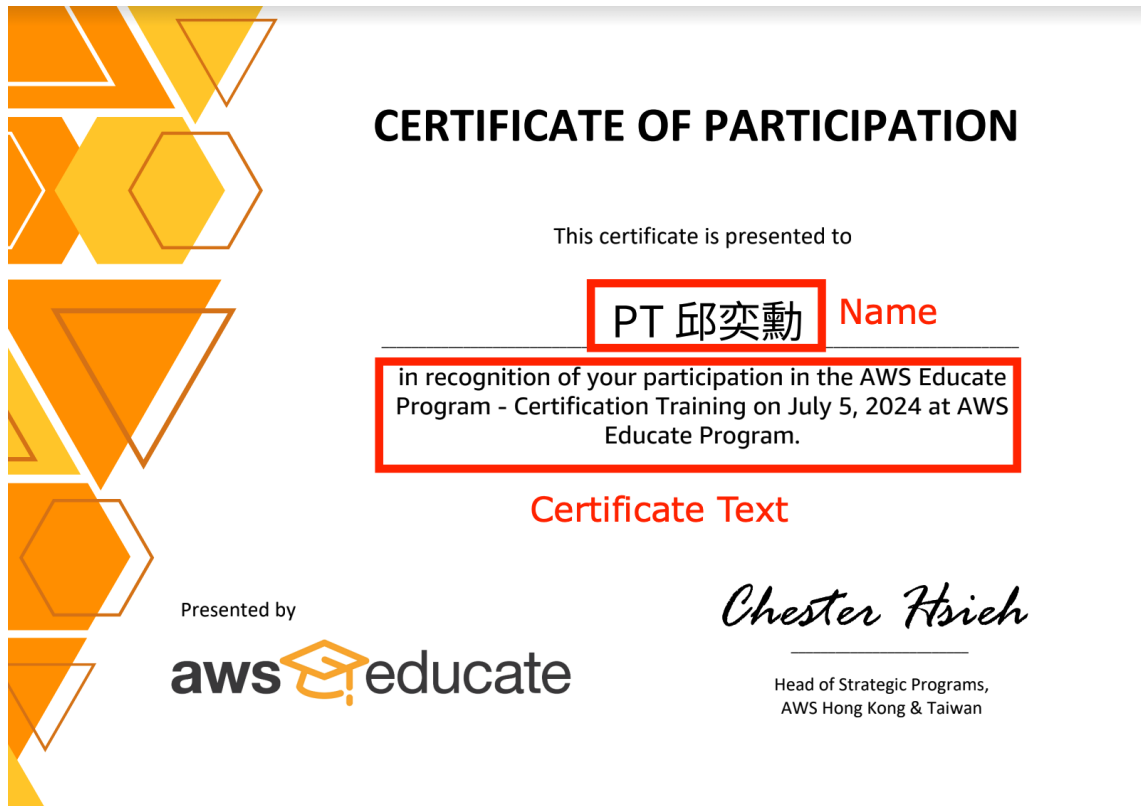 CERTIFICATE OF PARTICIPATION
This certificate is presented to
PT 邱奕勳
Name
in recognition of your participation in the AWS Educate
Program - Certification Training on July 5, 2024 at AWS
Educate Program.
Certificate Text
Presented by
aws educate
Chester Hsieh
Head of Strategic Programs,
AWS Hong Kong & Taiwan